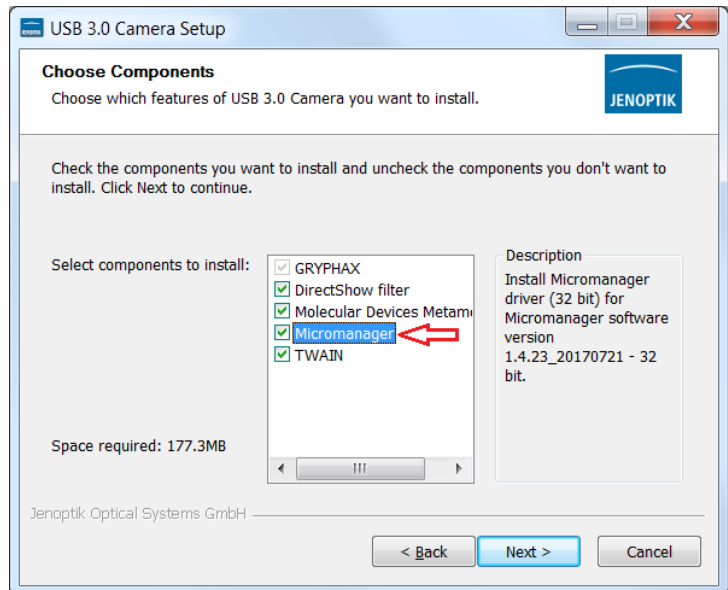 USB 3.0 Camera Setup
Choose Components
Choose which features of USB 3.0 Camera you want to install.
JENOPTIK
Check the components you want to install and uncheck the components you don't want to
install. Click Next to continue.
Select components to install:
GRYPHAX
DirectShow filter
Molecular Devices Metam
Micromanager
TWAIN
Description
Install Micromanager
driver (32 bit) for
Micromanager software
version
1.4.23_20170721 - 32
bit.
Space required: 177.3MB
Jenoptik Optical Systems GmbH
< Back
Next >
Cancel